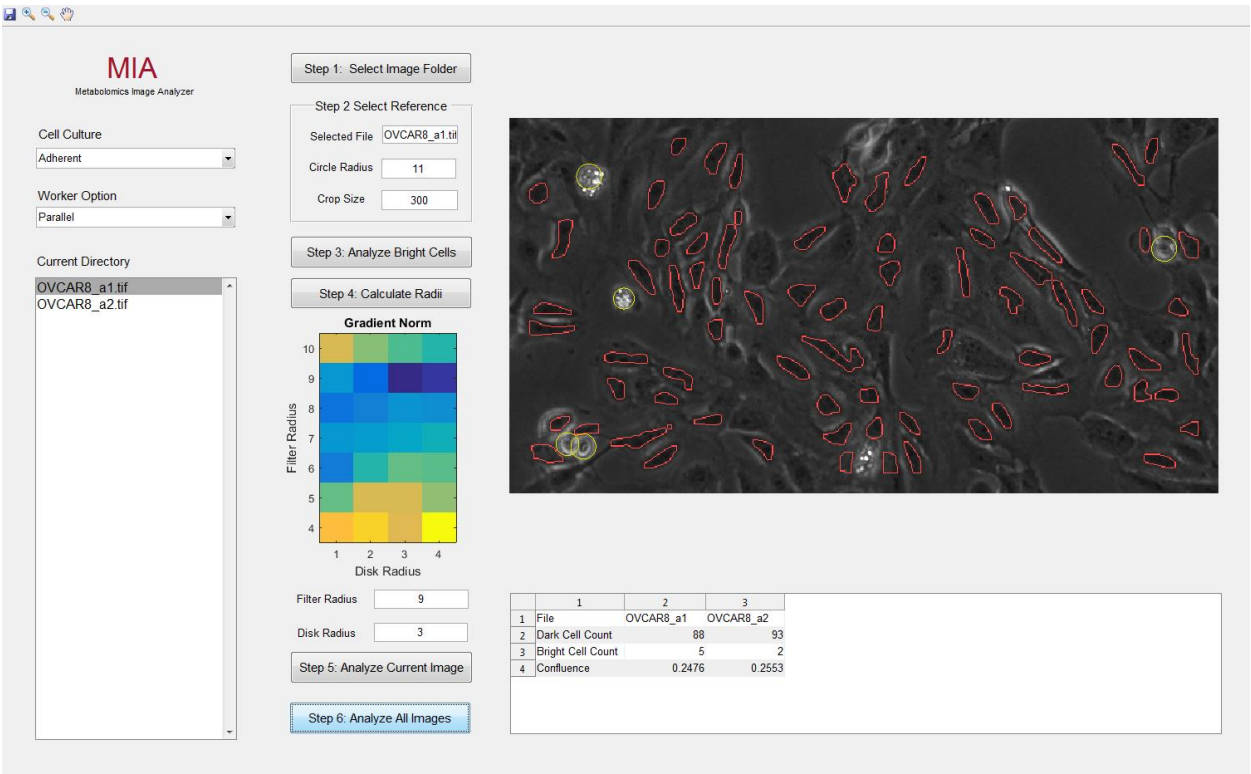 MIA
Metabolomics Image Analyzer
Cell Culture
Adherent
Worker Option
Parallel
Current Directory
OVCAR8_a1.tif
OVCAR8_a2.tif
Step 1: Select Image Folder
Step 2 Select Reference
Selected File OVCAR8_a1.tif
Circle Radius 11
Crop Size 300
Step 3: Analyze Bright Cells
Step 4: Calculate Radii
Gradient Norm
Filter Radius
10
9
8
7
6
5
4
1 2 3 4
Disk Radius
Filter Radius 9
Disk Radius 3
Step 5: Analyze Current Image
Step 6: Analyze All Images
1 2 3
1 File OVCAR8_a1 OVCAR8_a2
2 Dark Cell Count 88 93
3 Bright Cell Count 5 2
4 Confluence 0.2476 0.2553